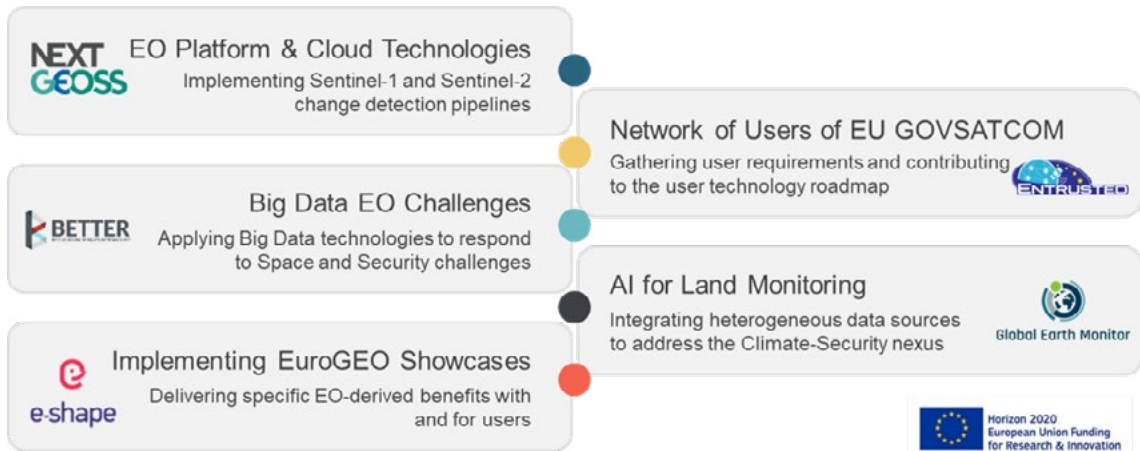 NEXT
GEOSS
EO Platform & Cloud Technologies
Implementing Sentinel-1 and Sentinel-2
change detection pipelines
Network of Users of EU GOVSATCOM
Gathering user requirements and contributing
to the user technology roadmap
ENTRUSTED
BETTER
Big Data EO Challenges
Applying Big Data technologies to respond
to Space and Security challenges
AI for Land Monitoring
Integrating heterogeneous data sources
to address the Climate-Security nexus
Global Earth Monitor
e-shape
Implementing EuroGEO Showcases
Delivering specific EO-derived benefits with
and for users
Horizon 2020
European Union Funding
for Research & Innovation